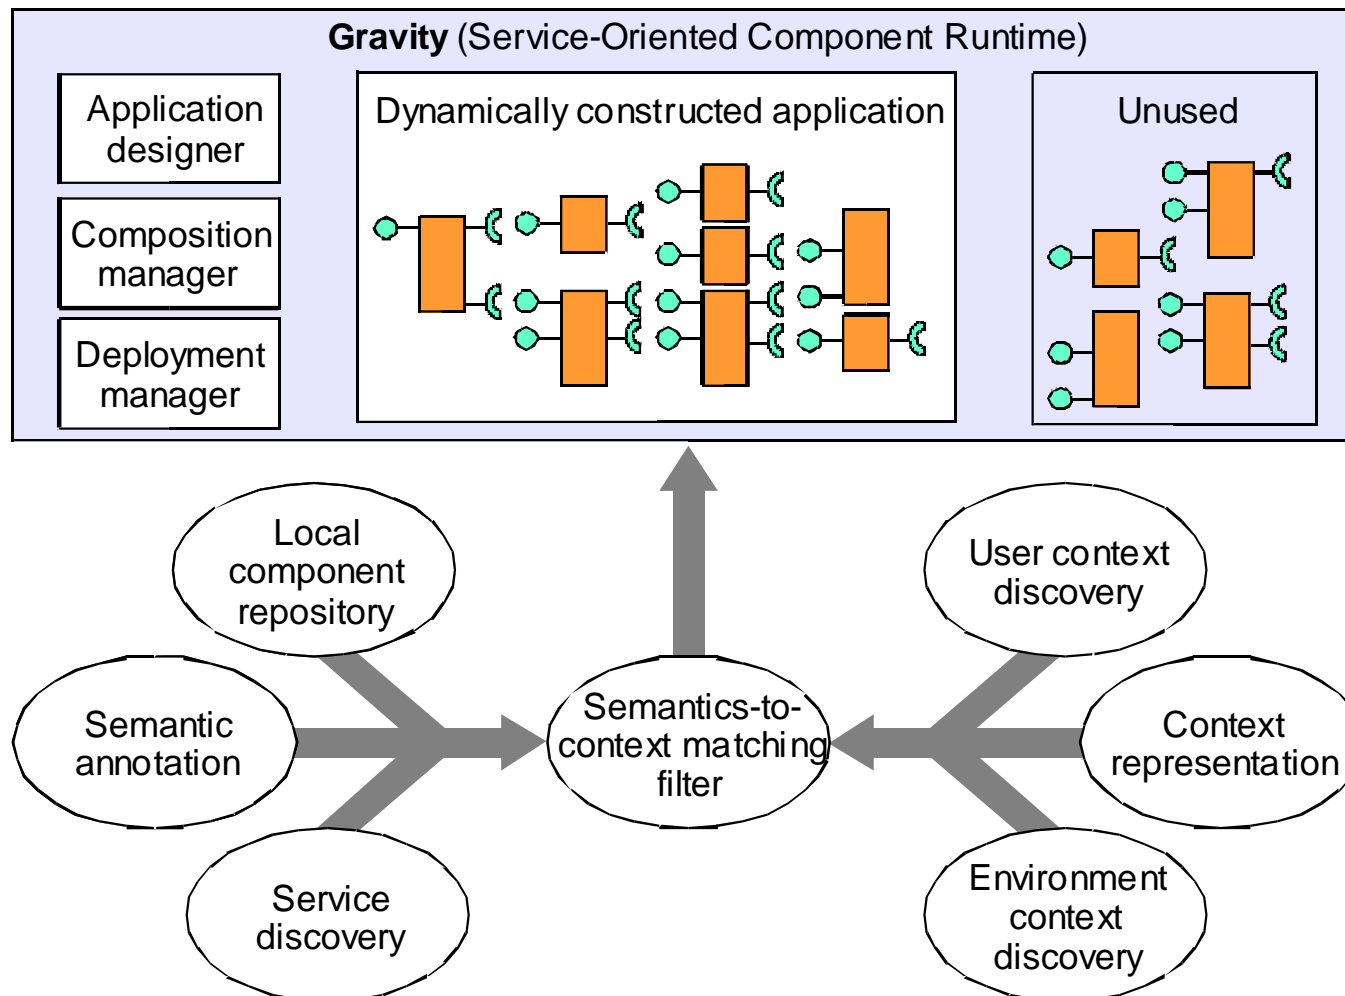 Gravity (Service-Oriented Component Runtime)
Application
designer
Composition
manager
Deployment
manager
Dynamically constructed application
Unused
Local
component
repository
Semantic
annotation
Service
discovery
Semantics-to-
context matching
filter
User context
discovery
Context
representation
Environment
context
discovery